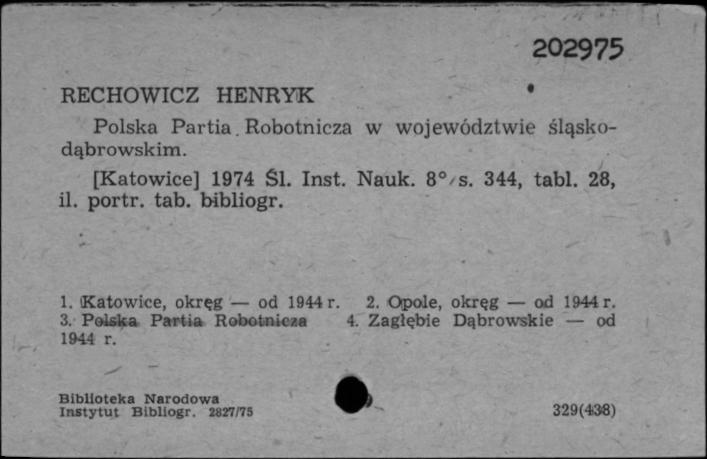 202975
RECHOWICZ HENRYK
Polska Partia Robotnicza w województwie śląsko-
dąbrowskim.
[Katowice] 1974 Śl. Inst. Nauk. 8° s. 344, tabl. 28,
il. portr. tab. bibliogr.
1. Katowice, okręg — od 1944 r. 2. Opole, okręg — od 1944 r.
3. Polska Partia Robotnicza 4. Zagłębie Dąbrowskie — od
1944 r.
Biblioteka Narodowa
Instytut Bibliogr. 2827/75
329(438)